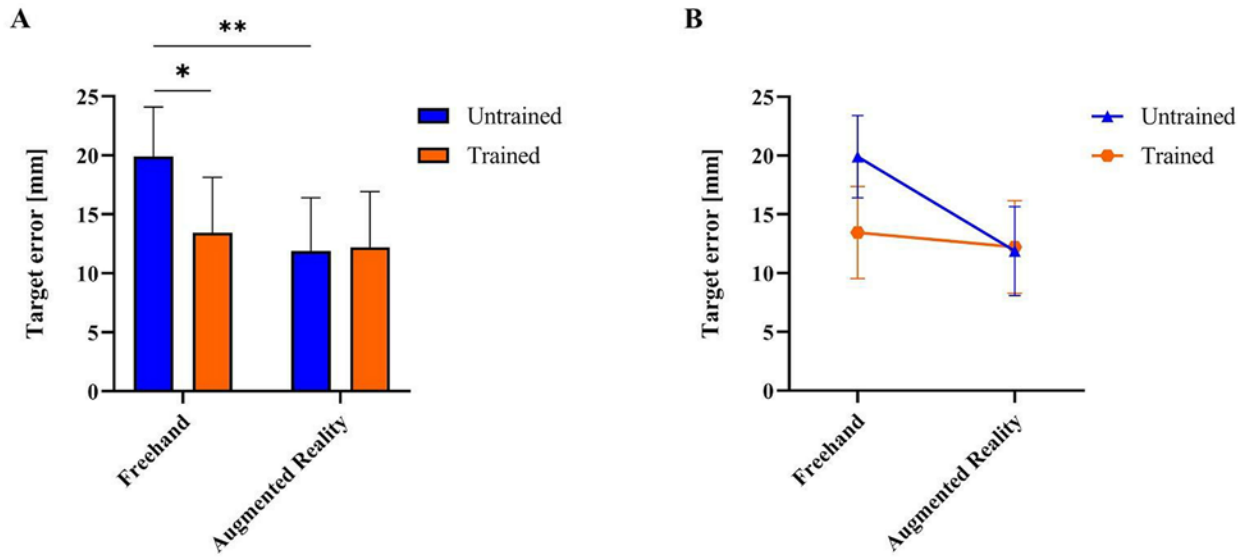 A
**
*
25
20
15
10
5
0
Target error [mm]
Freehand
Augmented Reality
Untrained
Trained
B
25
20
15
10
5
0
Target error [mm]
Freehand
Augmented Reality
Untrained
Trained